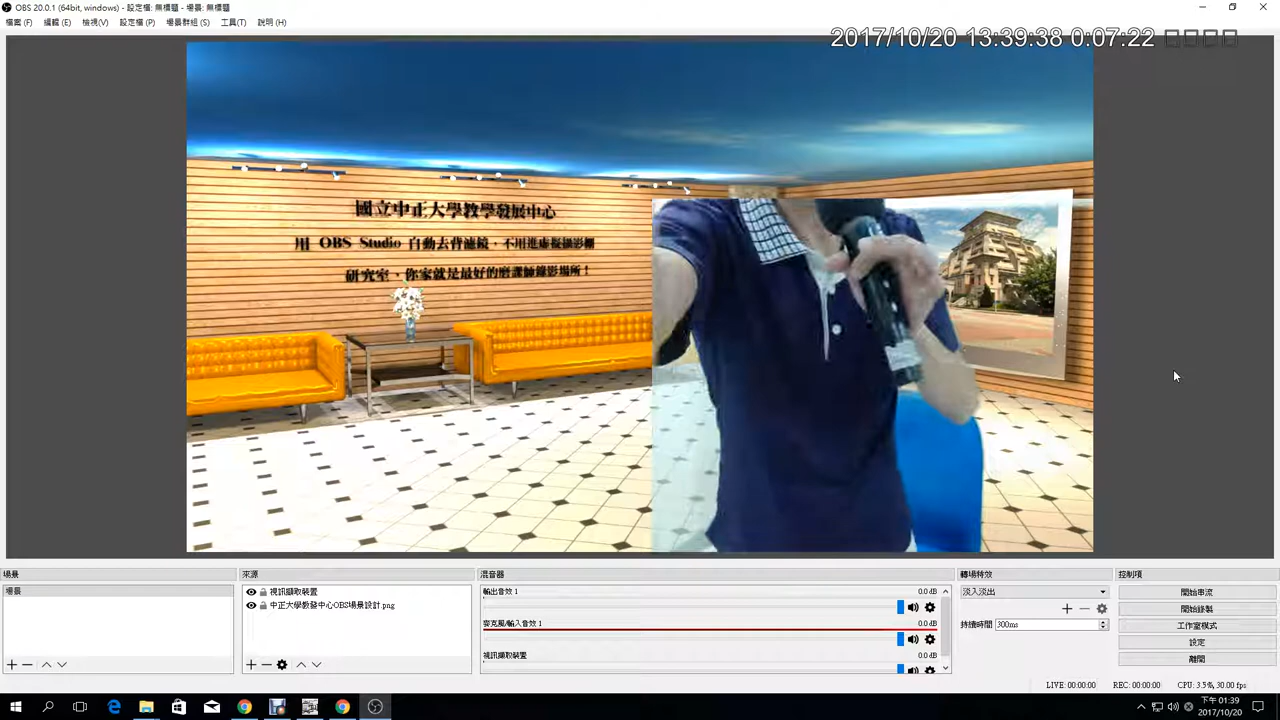 OBS 20.0.1 (64bit, windows) - 設定檔: 無標題 - 場景: 無標題
檔案 (F) 編輯 (E) 檢視(V) 設定檔 (P) 場景群組 (S) 工具(T) 說明 (H)
2017/10/20 13:39:38 0:07:22
國立中正大學教學發展中心
用 OBS Studio 自動去背濾鏡，不用進虛擬攝影棚
研究室、你家就是最好的磨課師錄影場所！
場景
場景
來源
視訊擷取裝置
中正大學教發中心OBS場景設計.png
混音器
輸出音效 1 0.0 dB
麥克風/輸入音效 1 0.0 dB
視訊擷取裝置 0.0 dB
轉場特效
淡入淡出
持續時間 300ms
控制項
開始串流
開始錄製
工作室模式
設定
離開
LIVE: 00:00:00 REC: 00:00:00 CPU: 3.5%, 30.00 fps
下午 01:39
2017/10/20